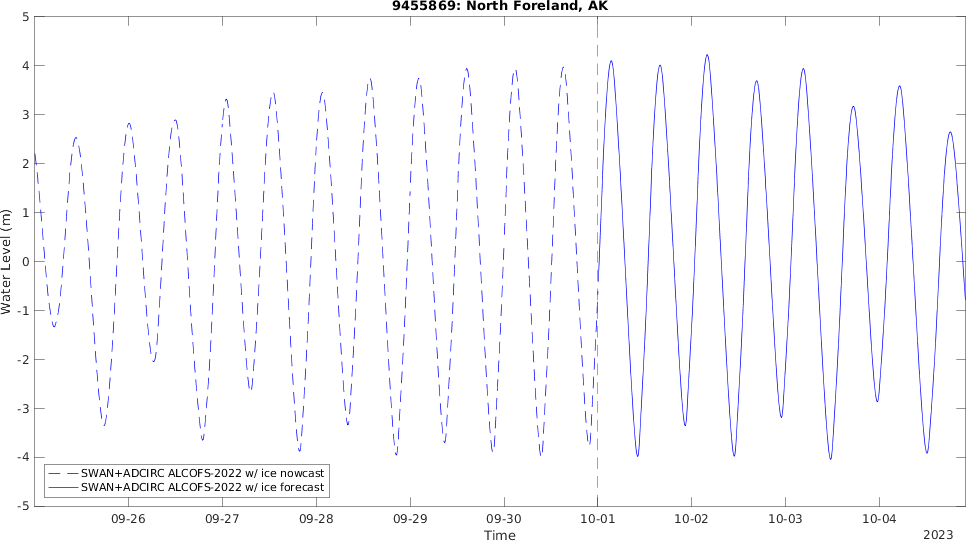 9455869: North Foreland, AK
5
4
3
2
1
0
-1
-2
-3
-4
-5
Water Level (m)
SWAN+ADCIRC ALCOFS-2022 w/ ice nowcast
SWAN+ADCIRC ALCOFS-2022 w/ ice forecast
09-26 09-27 09-28 09-29 09-30 10-01 10-02 10-03 10-04
Time
2023